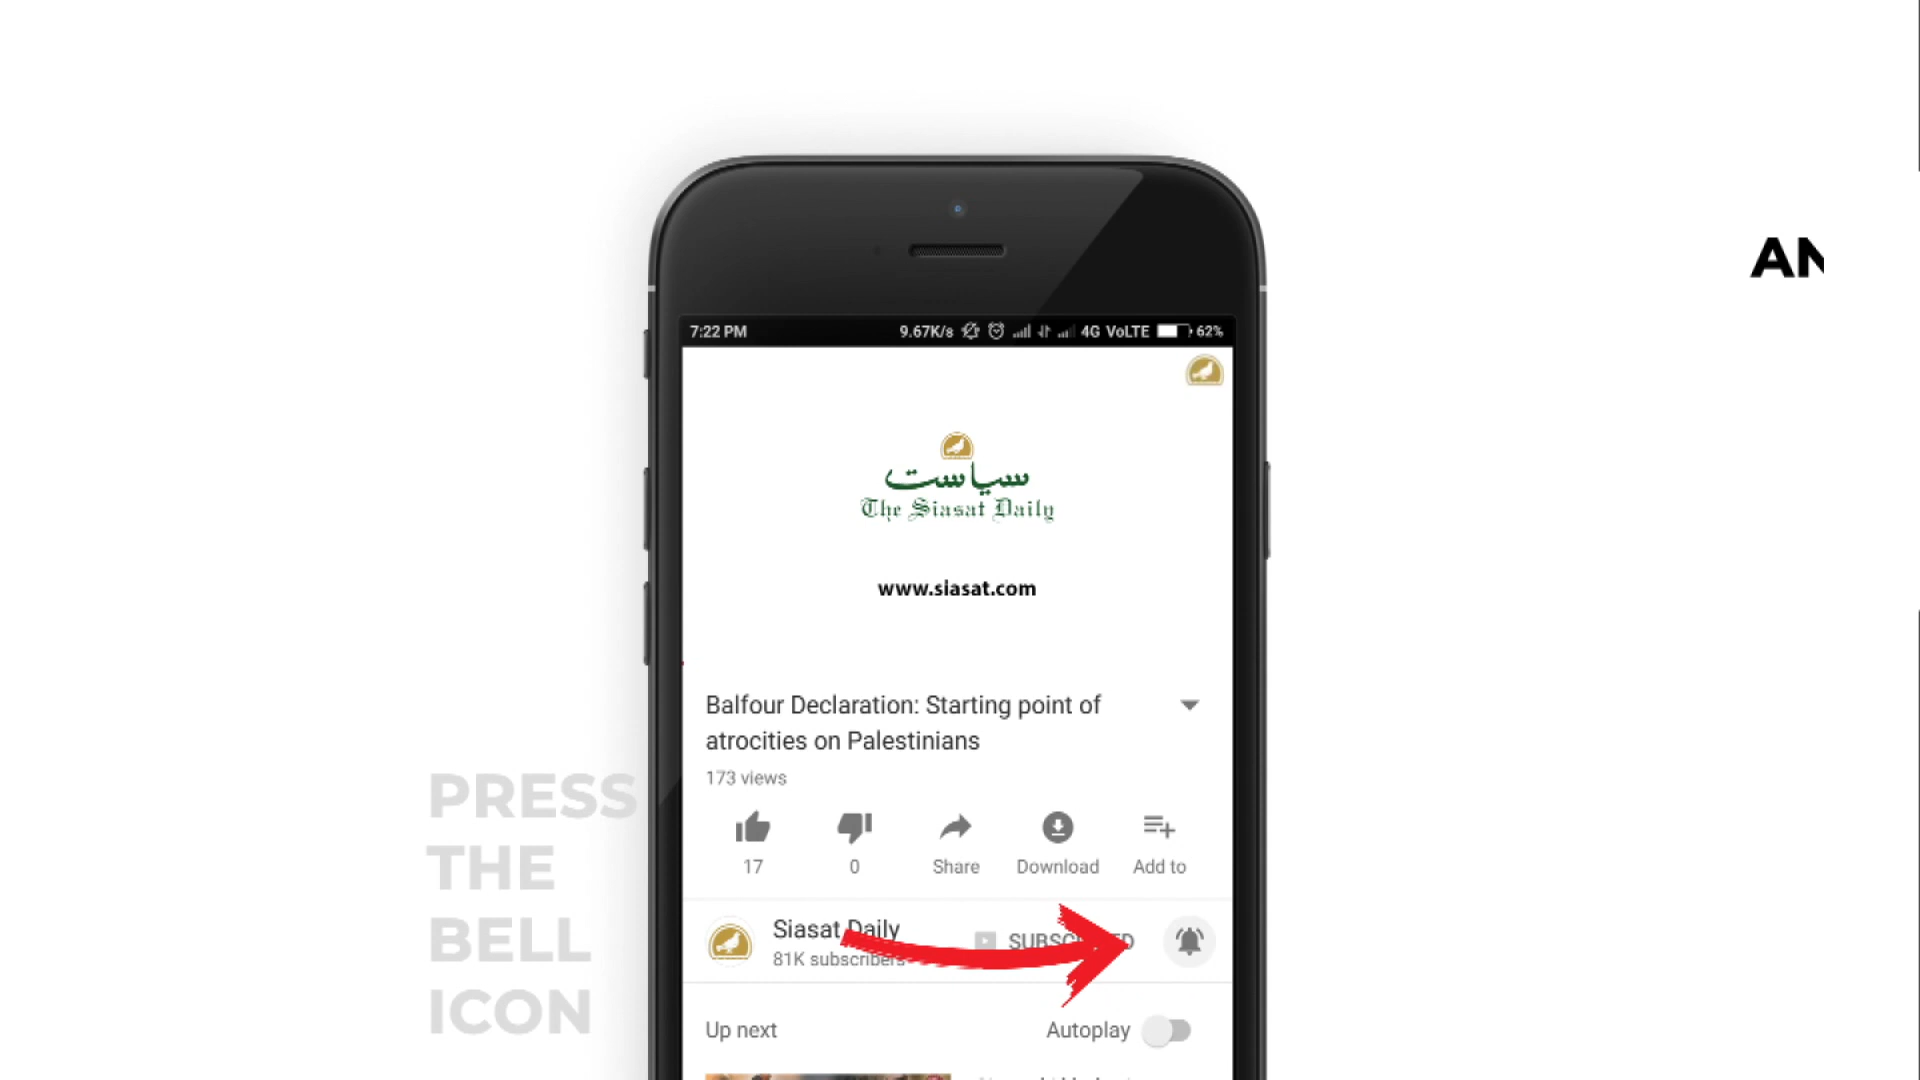 AN
7:22 PM 9.67K/s 4G VoLTE 62%
سیاست
The Siasat Daily
www.siasat.com
Balfour Declaration: Starting point of
atrocities on Palestinians
173 views
17 0 Share Download Add to
Siasat Daily
SUBSCRIBED
81K subscribers
Up next Autoplay
PRESS
THE
BELL
ICON